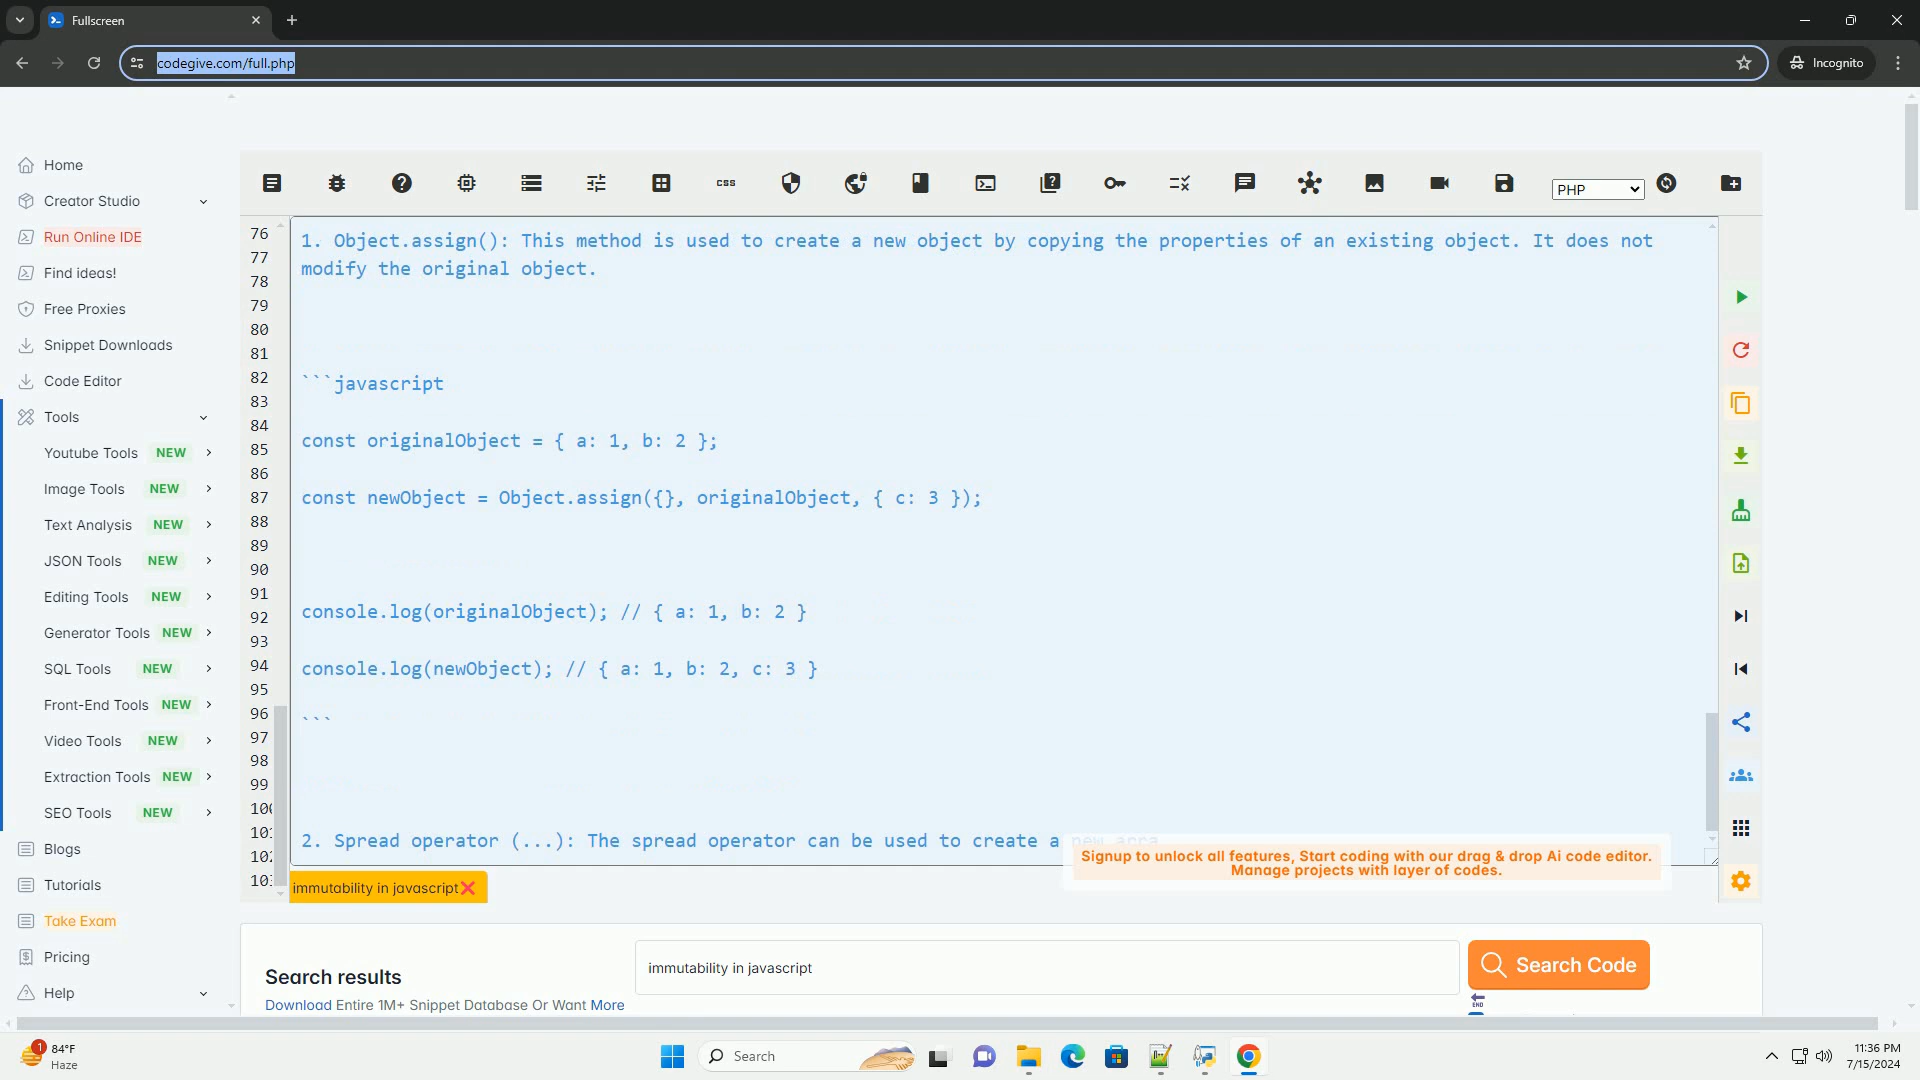 Fullscreen
codegive.com/full.php
Incognito
Home
Creator Studio
Run Online IDE
Find ideas!
Free Proxies
Snippet Downloads
Code Editor
Tools
Youtube Tools NEW
Image Tools NEW
Text Analysis NEW
JSON Tools NEW
Editing Tools NEW
Generator Tools NEW
SQL Tools NEW
Front-End Tools NEW
Video Tools NEW
Extraction Tools NEW
SEO Tools NEW
Blogs
Tutorials
Take Exam
Pricing
Help
css
PHP
76
77
78
79
80
81
82
83
84
85
86
87
88
89
90
91
92
93
94
95
96
97
98
99
1. Object.assign(): This method is used to create a new object by copying the properties of an existing object. It does not
modify the original object.
```javascript
const originalObject = { a: 1, b: 2 };
const newObject = Object.assign({}, originalObject, { c: 3 });
console.log(originalObject); // { a: 1, b: 2 }
console.log(newObject); // { a: 1, b: 2, c: 3 }
```
2. Spread operator (...): The spread operator can be used to create a new arra
Signup to unlock all features, Start coding with our drag & drop Ai code editor.
Manage projects with layer of codes.
immutability in javascript
Search results
Download Entire 1M+ Snippet Database Or Want More
immutability in javascript
Search Code
END
1
84°F
Haze
Search
11:36 PM
7/15/2024